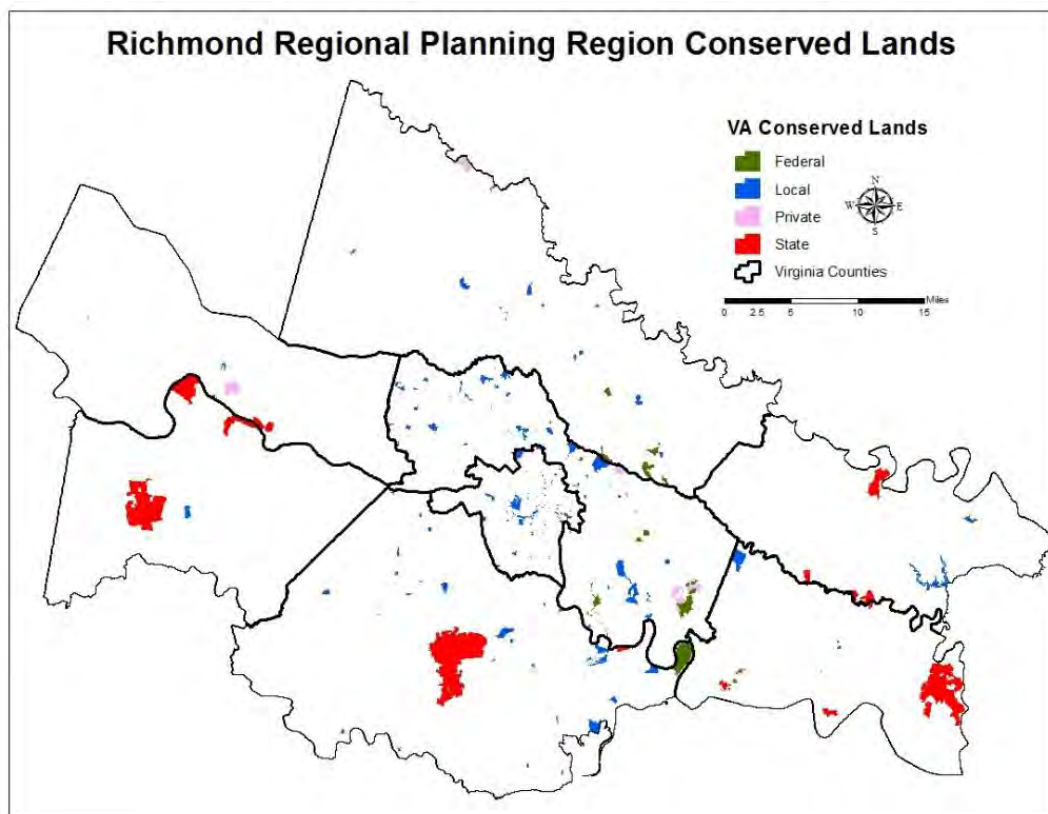 Richmond Regional Planning Region Conserved Lands
VA Conserved Lands
Federal
Local
Private
State
Virginia Counties
N
W E
S
Miles
0 2.5 5 10 15